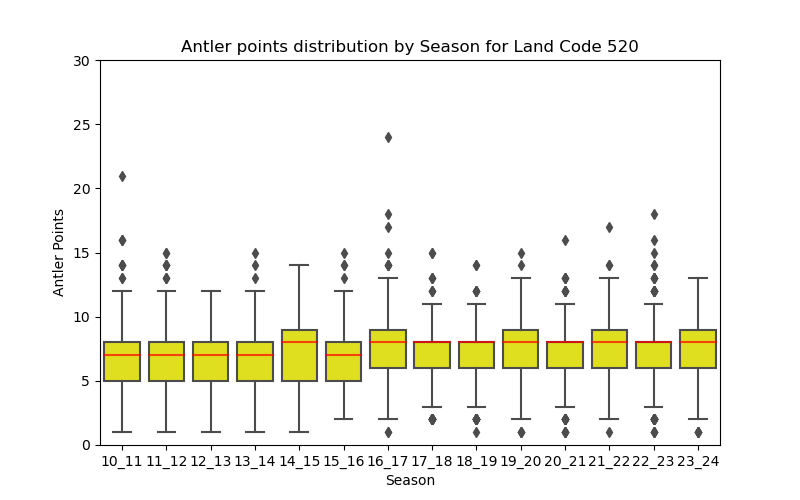 Antler points distribution by Season for Land Code 520
30
25
20
15
10
5
0
Antler Points
10_11 11_12 12_13 13_14 14_15 15_16 16_17 17_18 18_19 19_20 20_21 21_22 22_23 23_24
Season